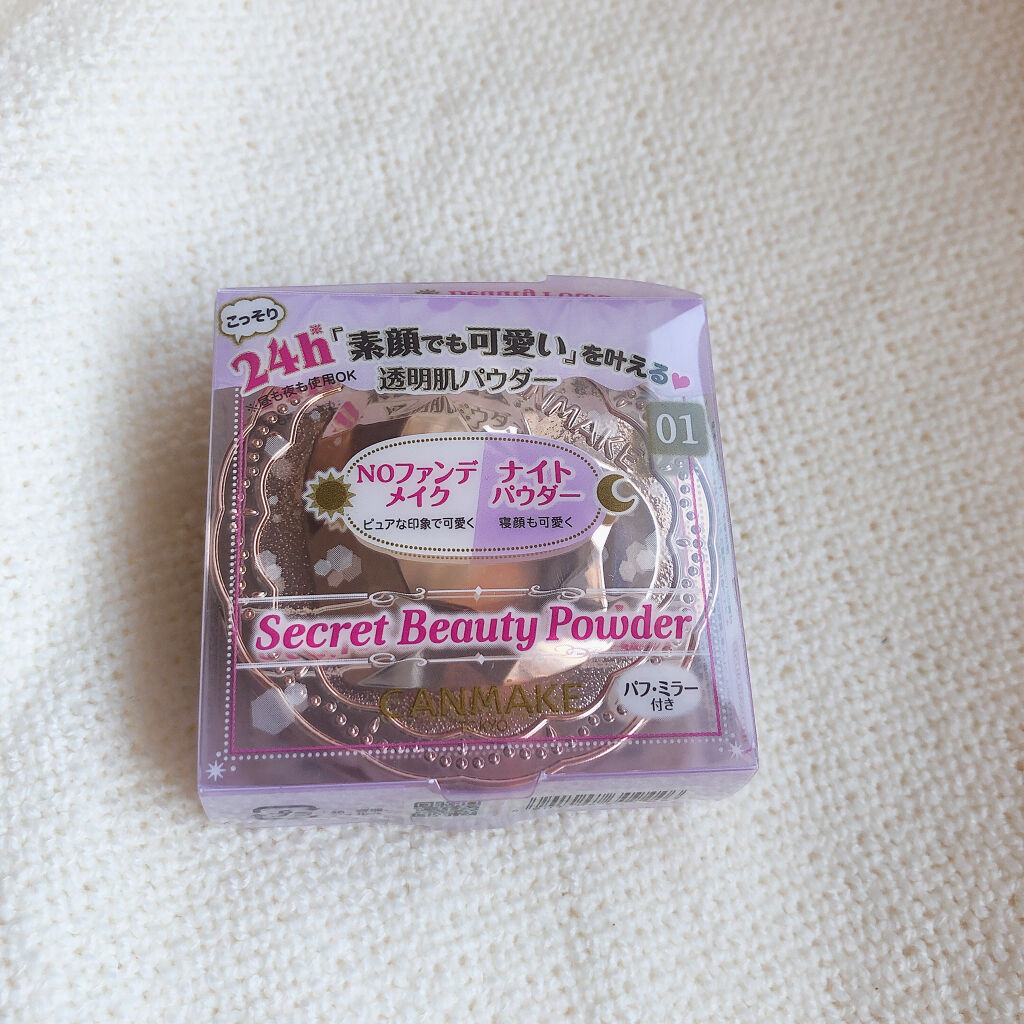 こっそり
24h※「素顔でも可愛い」を叶える
※昼も夜も使用OK
透明肌パウダー
CANMAKE
01
NOファンデ
メイク
ピュアな印象で可愛く
ナイト
パウダー
寝顔も可愛く
Secret Beauty Powder
CANMAKE
パフ・ミラー
付き